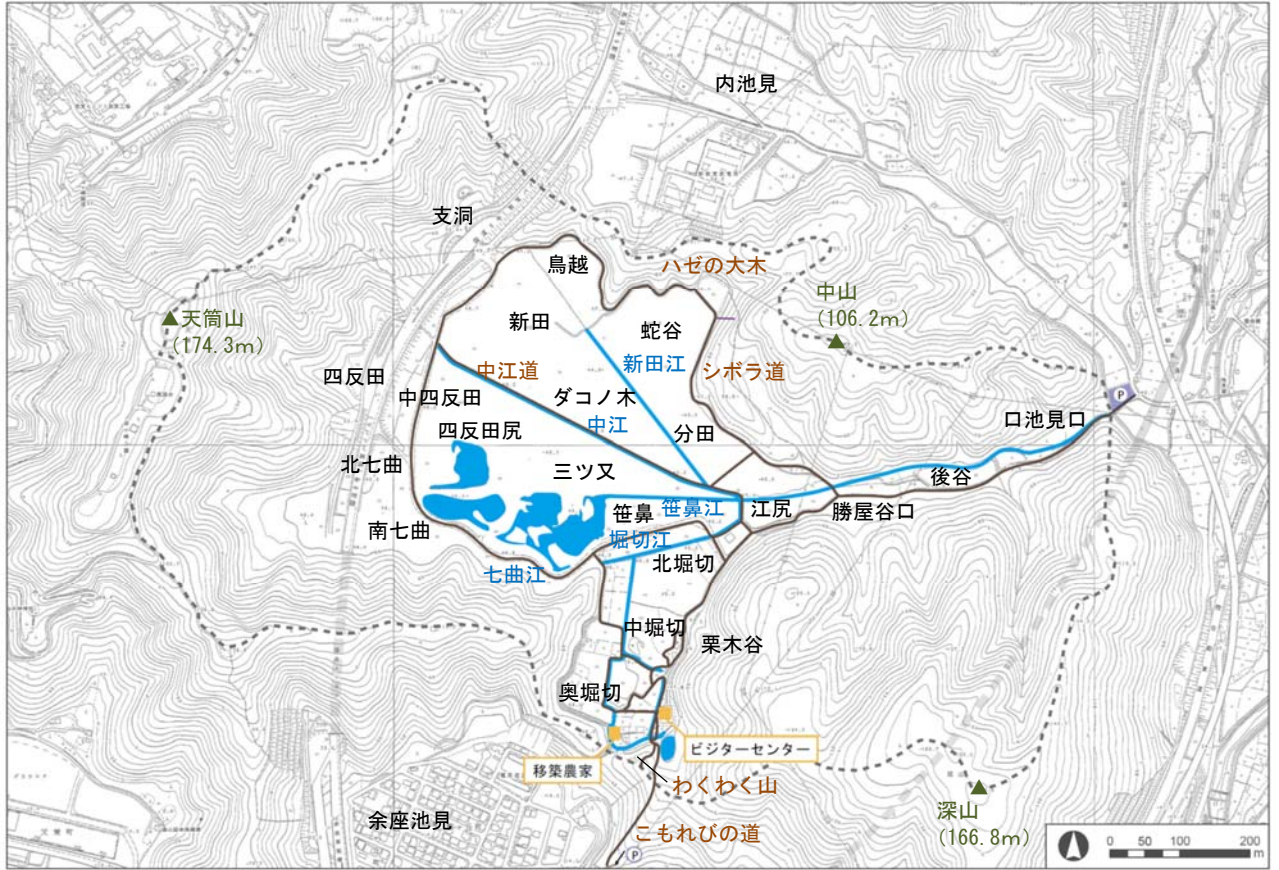 内池見
支洞
鳥越
ハゼの大木
中山
(106.2m)
天筒山
(174.3m)
新田
蛇谷
新田江
シボラ道
四反田
中江道
中四反田
ダコノ木
中江
分田
口池見口
P
四反田尻
北七曲
三ツ又
後谷
笹鼻
笹鼻江
江尻
勝屋谷口
南七曲
堀切江
七曲江
北堀切
中堀切
栗木谷
奥堀切
ビジターセンター
移築農家
わくわく山
深山
(166.8m)
余座池見
こもれびの道
P
0 50 100 200
m